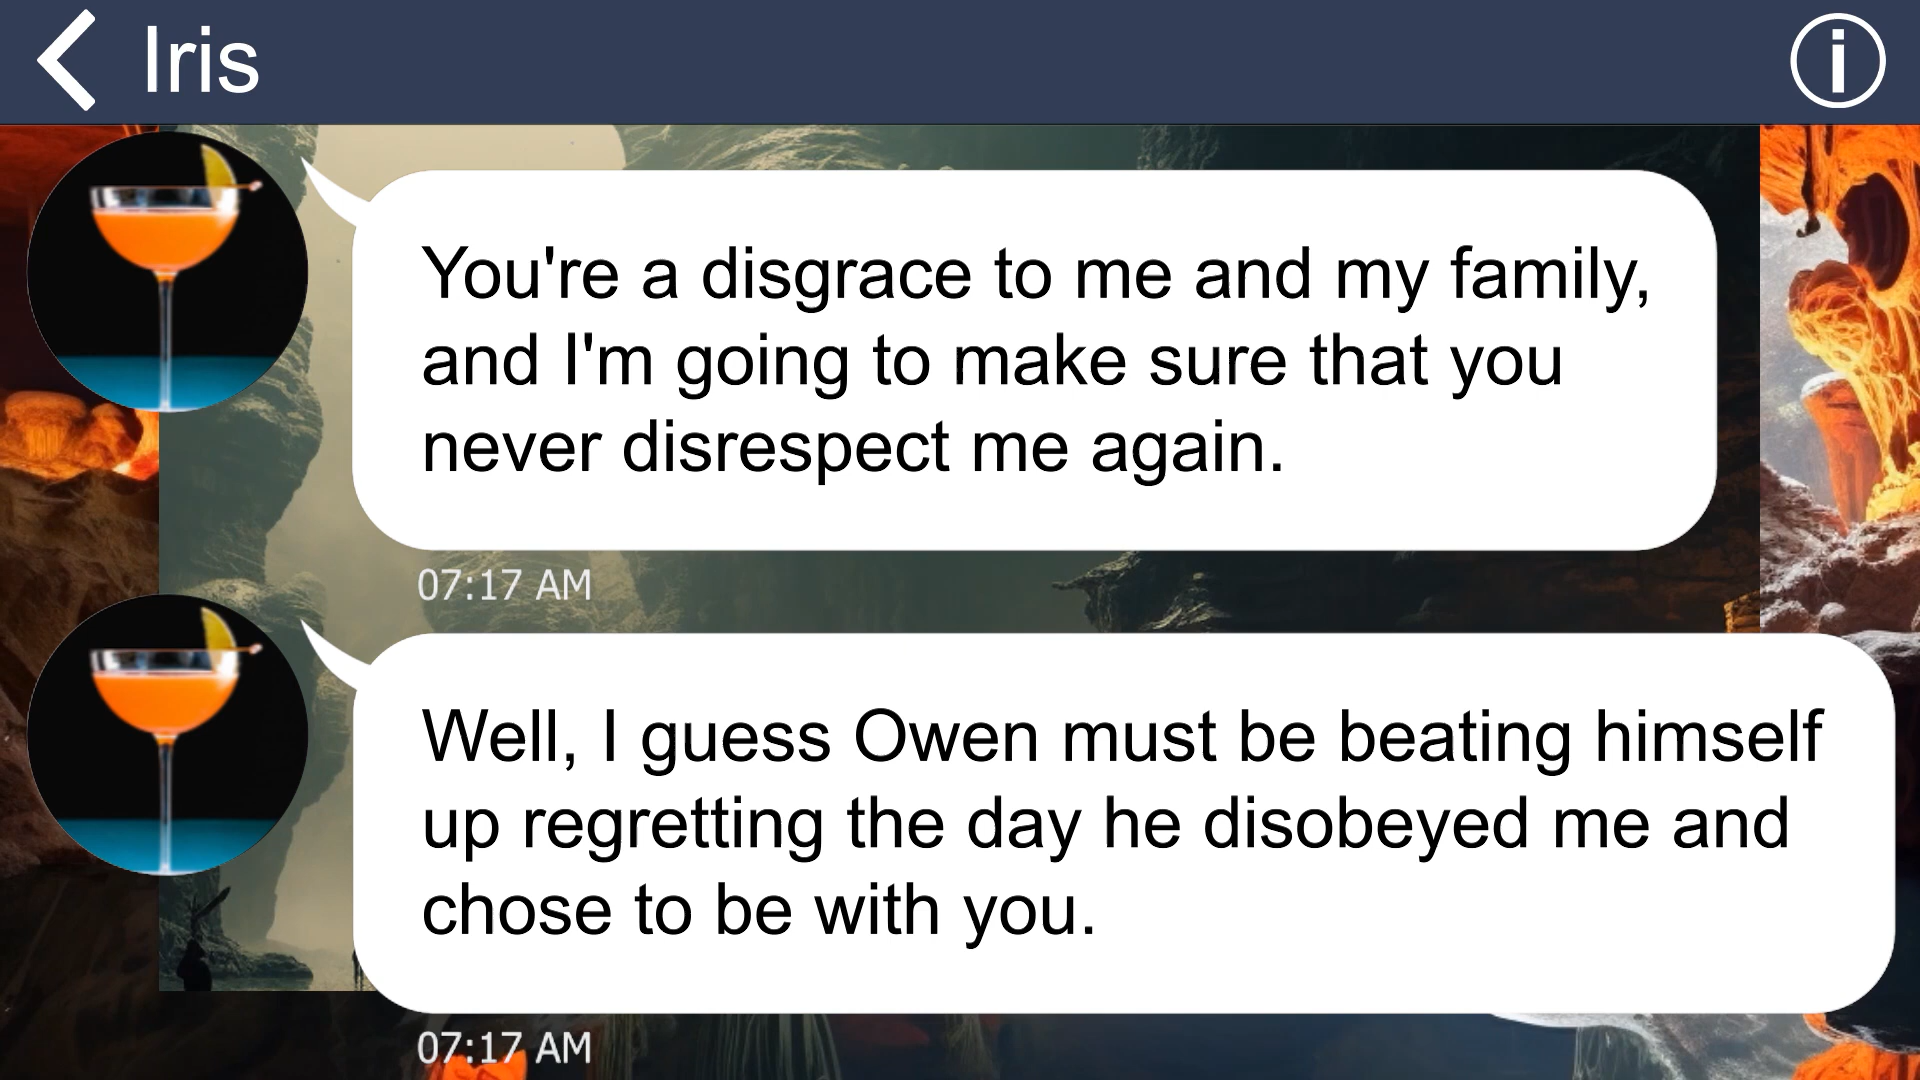 Iris
You're a disgrace to me and my family,
and I'm going to make sure that you
never disrespect me again.
07:17 AM
Well, I guess Owen must be beating himself
up regretting the day he disobeyed me and
chose to be with you.
07:17 AM